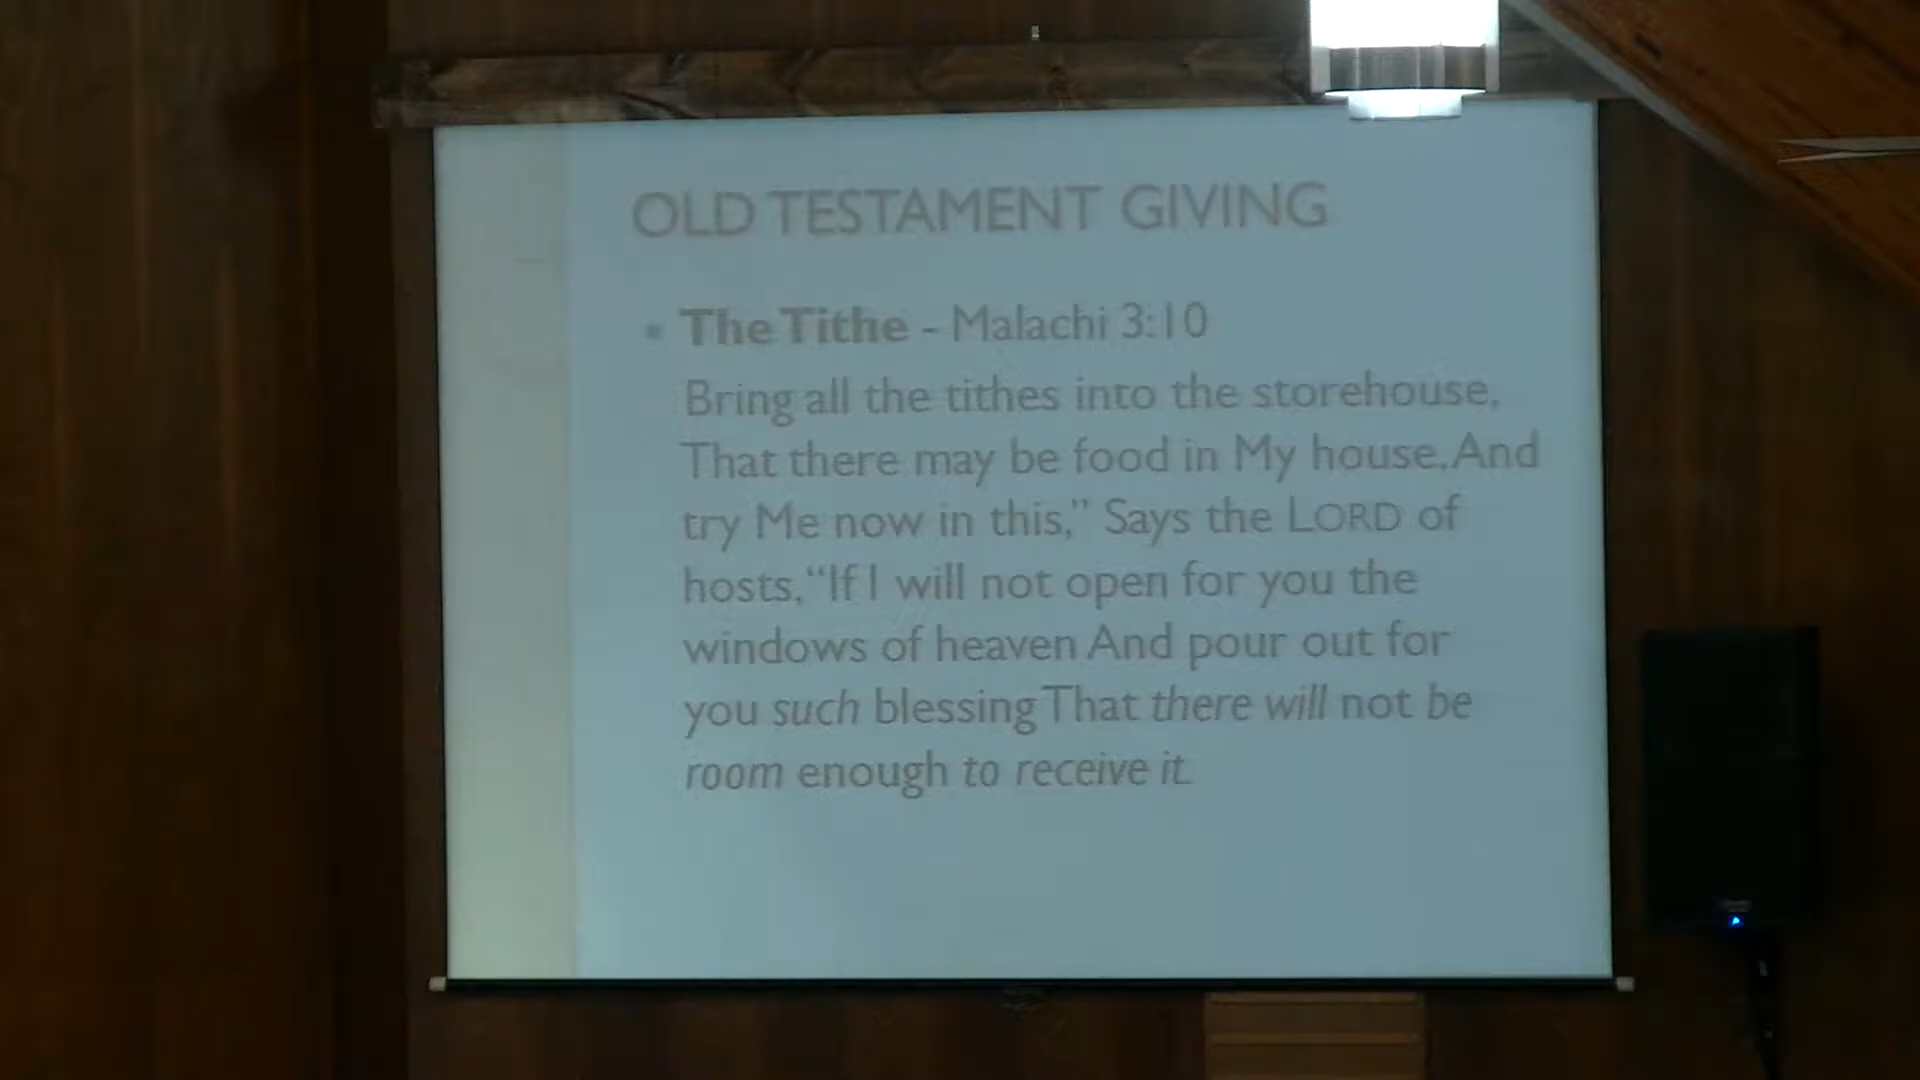 OLD TESTAMENT GIVING
• The Tithe - Malachi 3:10
Bring all the tithes into the storehouse,
That there may be food in My house, And
try Me now in this,” Says the LORD of
hosts, “If I will not open for you the
windows of heaven And pour out for
you such blessing That there will not be
room enough to receive it.